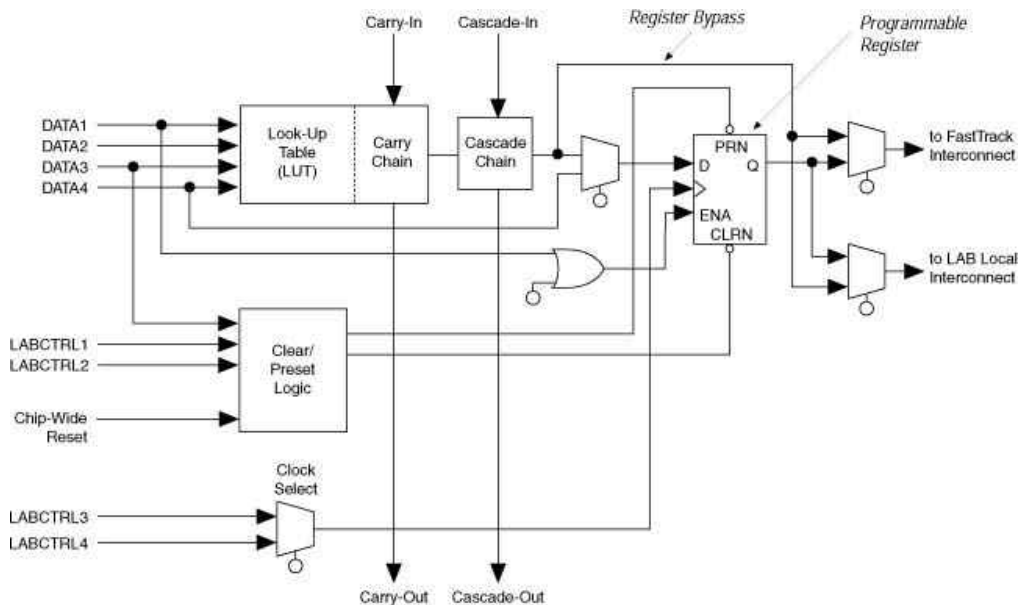 Carry-In
Cascade-In
Register Bypass
Programmable
Register
DATA1
DATA2
DATA3
DATA4
Look-Up
Table
(LUT)
Carry
Chain
Cascade
Chain
PRN
D
Q
ENA
CLRN
to FastTrack
Interconnect
to LAB Local
Interconnect
LABCTRL1
LABCTRL2
Clear/
Preset
Logic
Chip-Wide
Reset
Clock
Select
LABCTRL3
LABCTRL4
Carry-Out
Cascade-Out